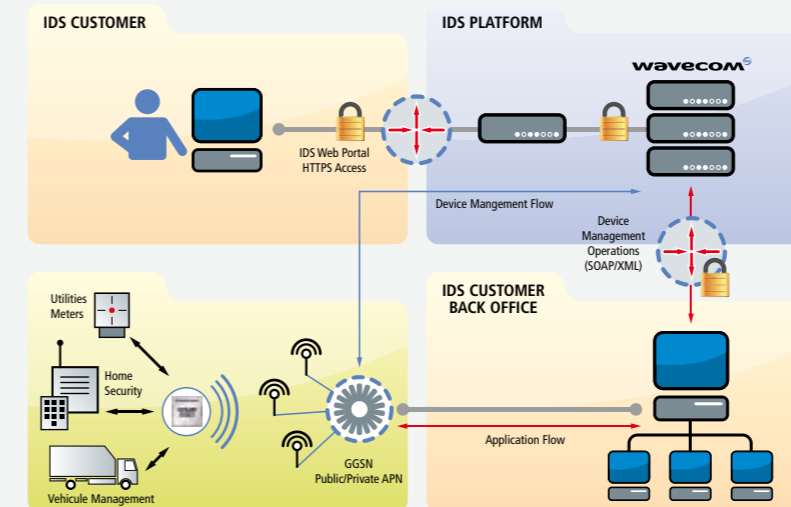 IDS CUSTOMER
IDS PLATFORM
wavecom
IDS Web Portal
HTTPS Access
Device Mangement Flow
Device
Management
Operations
(SOAP/XML)
Utilities
Meters
Home
Security
Vehicule Management
GGSN
Public/Private APN
IDS CUSTOMER
BACK OFFICE
Application Flow